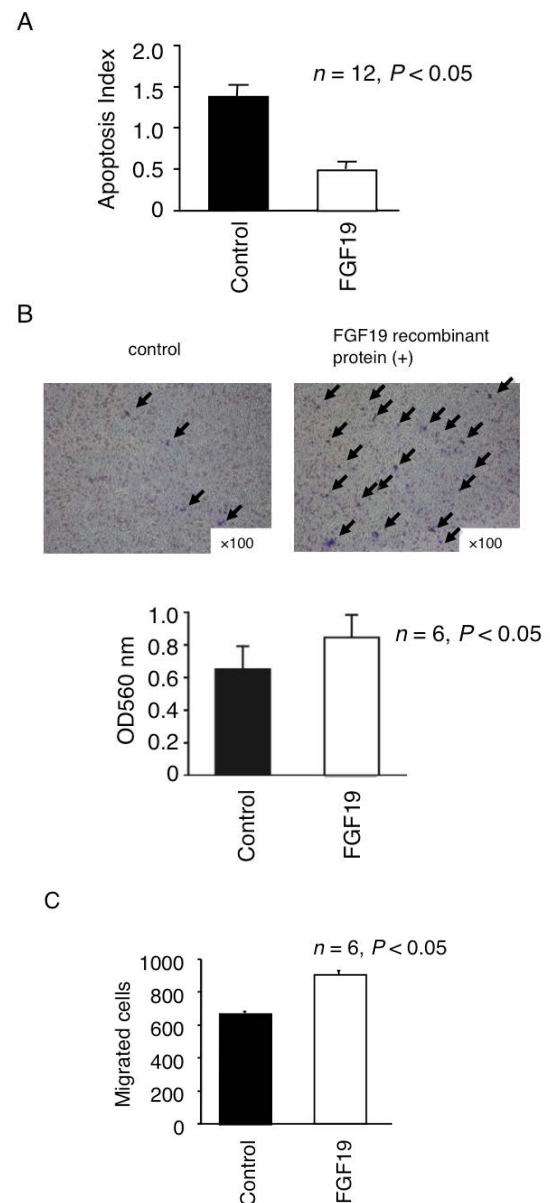 A
2.0
1.5
1.0
0.5
0
Apoptosis Index
n = 12, P < 0.05
Control
FGF19
B
control
FGF19 recombinant
protein (+)
×100
×100
1.0
0.8
0.6
0.4
0.2
0
OD560 nm
n = 6, P < 0.05
Control
FGF19
C
1000
800
600
400
200
0
Migrated cells
n = 6, P < 0.05
Control
FGF19